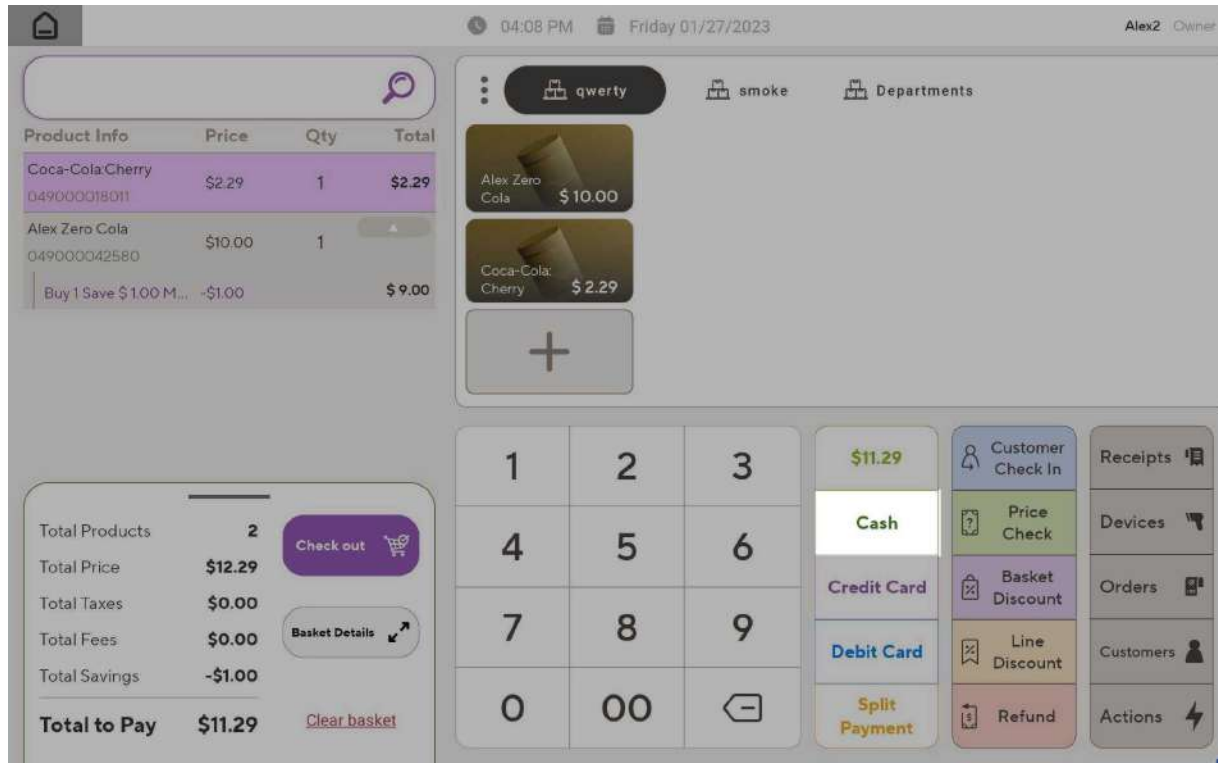 04:08 PM Friday 01/27/2023 Alex2 Owner
qwerty smoke Departments
Product Info Price Qty Total
Coca-Cola:Cherry $2.29 1 $2.29
049000018011
Alex Zero Cola $10.00 1
049000042580
Buy 1 Save $1.00 M... -$1.00 $9.00
Alex Zero
Cola $10.00
Coca-Cola:
Cherry $2.29
Total Products 2
Total Price $12.29
Total Taxes $0.00
Total Fees $0.00
Total Savings -$1.00
Total to Pay $11.29
Check out
Basket Details
Clear basket
1 2 3
4 5 6
7 8 9
0 00
$11.29
Cash
Credit Card
Debit Card
Split
Payment
Customer
Check In
Price
Check
Basket
Discount
Line
Discount
Refund
Receipts
Devices
Orders
Customers
Actions